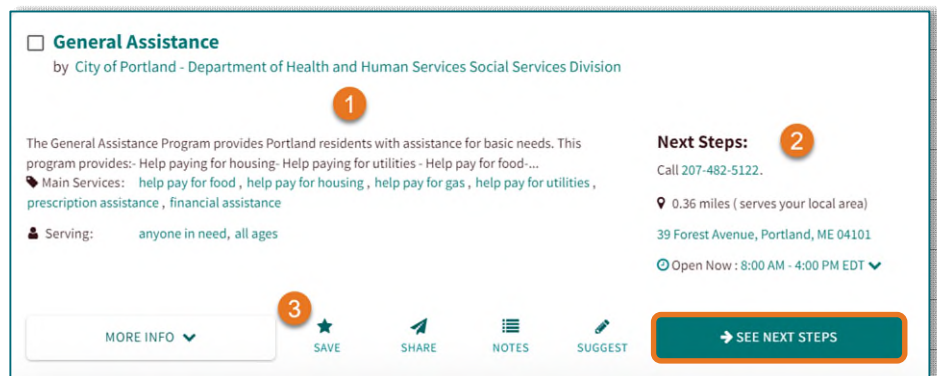 General Assistance
by City of Portland - Department of Health and Human Services Social Services Division
1
The General Assistance Program provides Portland residents with assistance for basic needs. This
program provides:- Help paying for housing- Help paying for utilities - Help pay for food-...
Main Services: help pay for food , help pay for housing , help pay for gas , help pay for utilities ,
prescription assistance , financial assistance
Serving: anyone in need, all ages
Next Steps:
2
Call 207-482-5122.
0.36 miles ( serves your local area)
39 Forest Avenue, Portland, ME 04101
Open Now : 8:00 AM - 4:00 PM EDT
MORE INFO
3
SAVE
SHARE
NOTES
SUGGEST
SEE NEXT STEPS